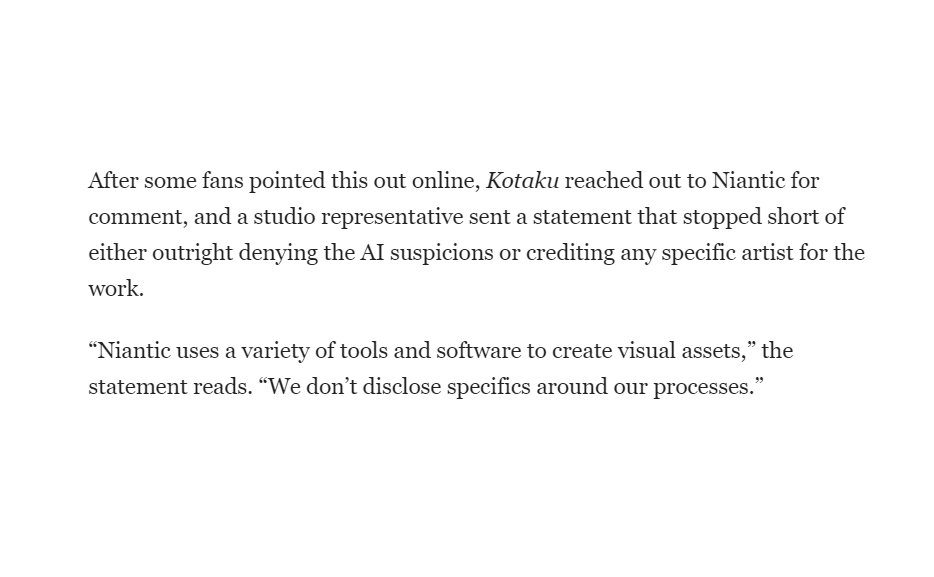 After some fans pointed this out online, Kotaku reached out to Niantic for
comment, and a studio representative sent a statement that stopped short of
either outright denying the AI suspicions or crediting any specific artist for the
work.
“Niantic uses a variety of tools and software to create visual assets,” the
statement reads. “We don’t disclose specifics around our processes.”